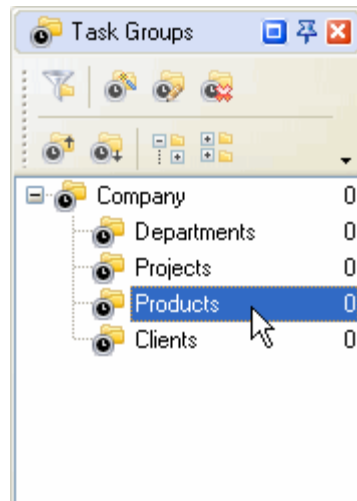 Task Groups
Company 0
Departments 0
Projects 0
Products 0
Clients 0